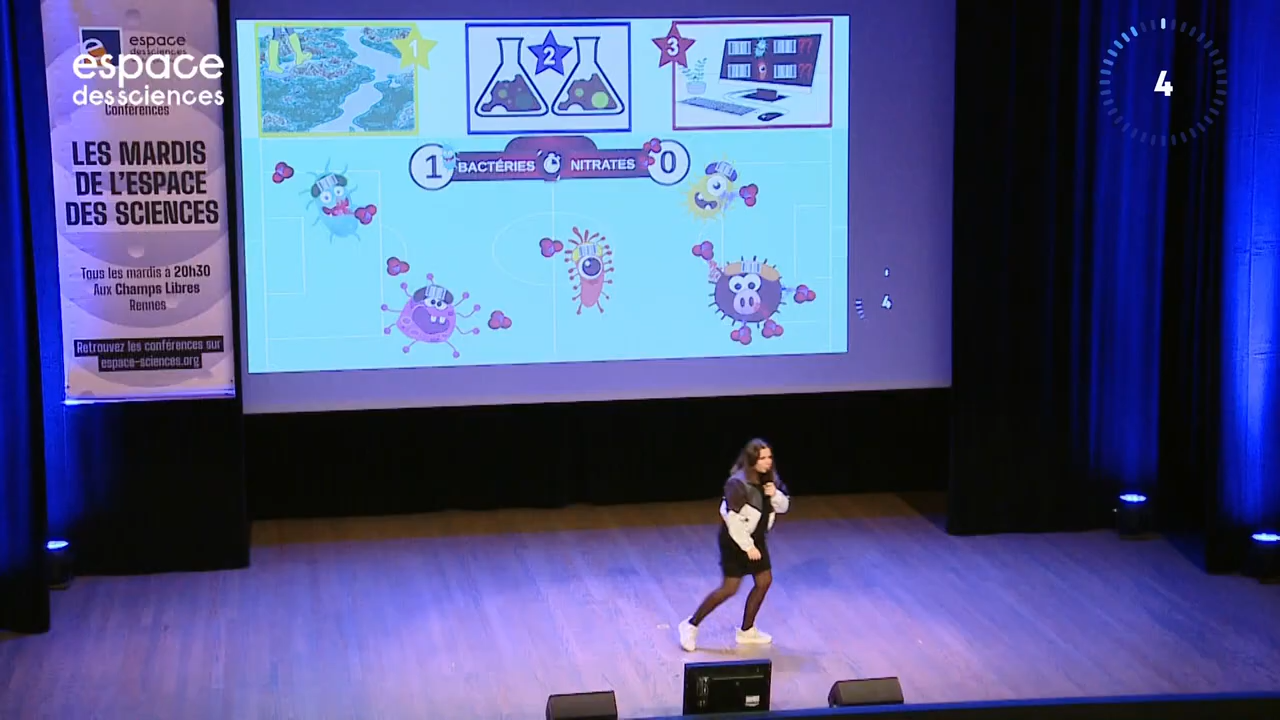 espace
des sciences
espace
des sciences
Conférences
LES MARDIS
DE L'ESPACE
DES SCIENCES
Tous les mardis à 20h30
Aux Champs Libres
Rennes
Retrouvez les conférences sur
espace-sciences.org
1
2
3
??
??
1 BACTÉRIES NITRATES 0
4
4